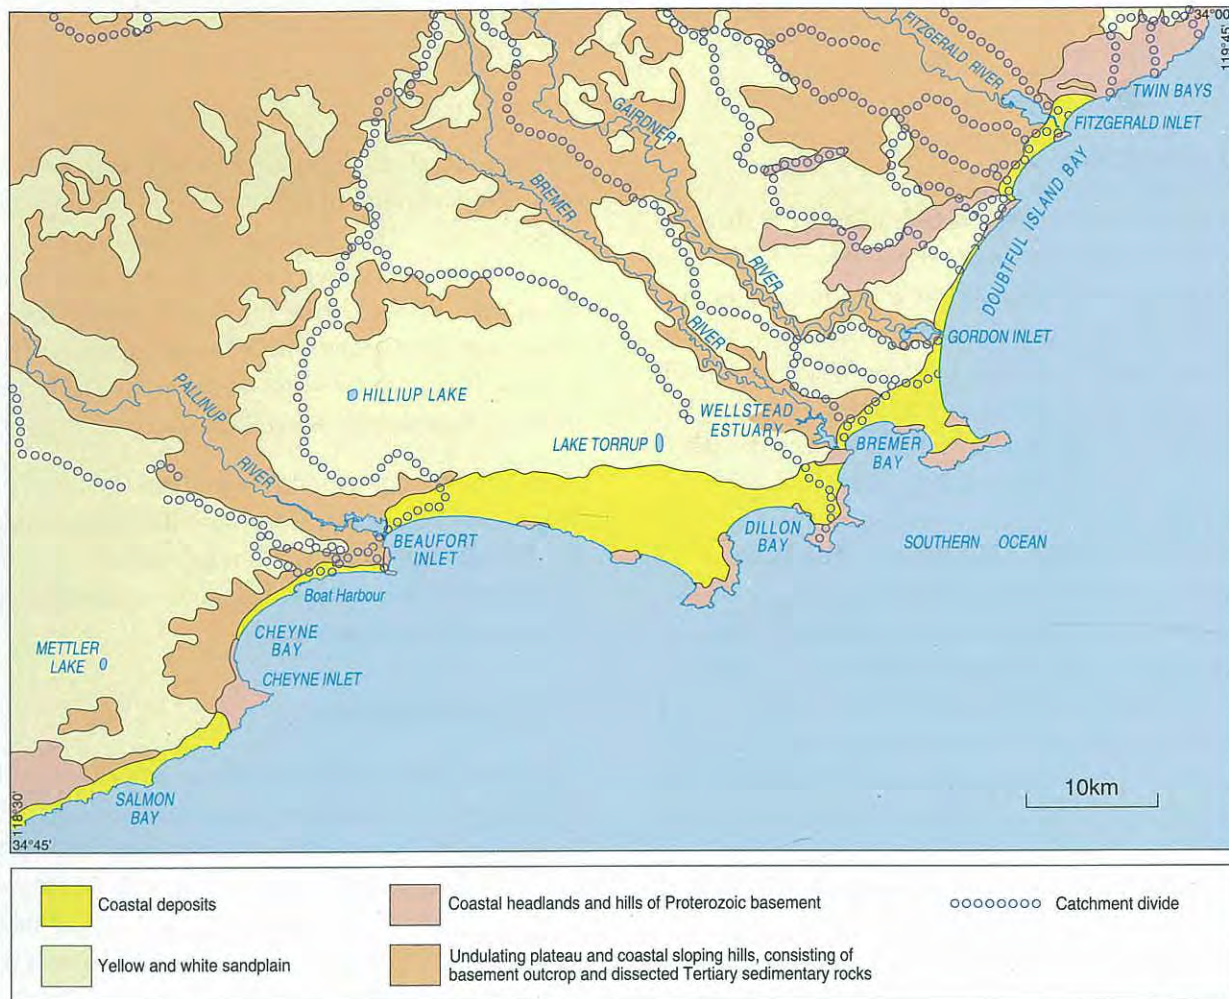 34°00'
119°45'
FITZGERALD RIVER
TWIN BAYS
FITZGERALD INLET
GAIRDNER
RIVER
BREMER
RIVER
DOUBTFUL ISLAND BAY
GORDON INLET
PALLINUP
RIVER
HILLIUP LAKE
WELLSTEAD
ESTUARY
LAKE TORRUP
BREMER
BAY
DILLON
BAY
SOUTHERN OCEAN
BEAUFORT
INLET
Boat Harbour
CHEYNE
BAY
METTLER
LAKE
CHEYNE INLET
SALMON
BAY
10km
118°30'
34°45'
Coastal deposits
Yellow and white sandplain
Coastal headlands and hills of Proterozoic basement
Undulating plateau and coastal sloping hills, consisting of
basement outcrop and dissected Tertiary sedimentary rocks
Catchment divide